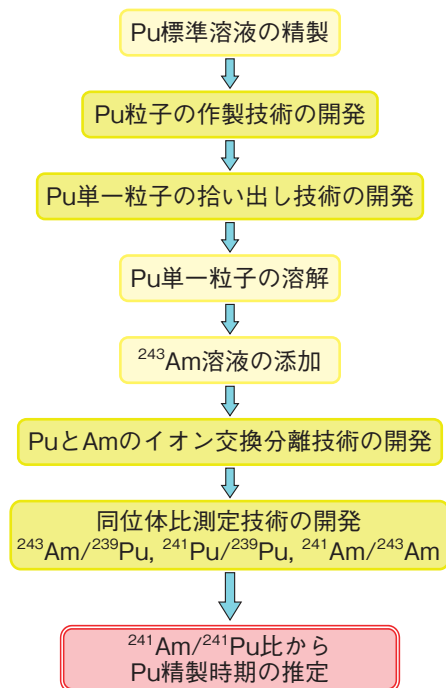 Pu標準溶液の精製
Pu粒子の作製技術の開発
Pu単一粒子の拾い出し技術の開発
Pu単一粒子の溶解
²⁴³Am溶液の添加
PuとAmのイオン交換分離技術の開発
同位体比測定技術の開発
²⁴³Am/²³⁹Pu, ²⁴¹Pu/²³⁹Pu, ²⁴¹Am/²⁴³Am
²⁴¹Am/²⁴¹Pu比から
Pu精製時期の推定